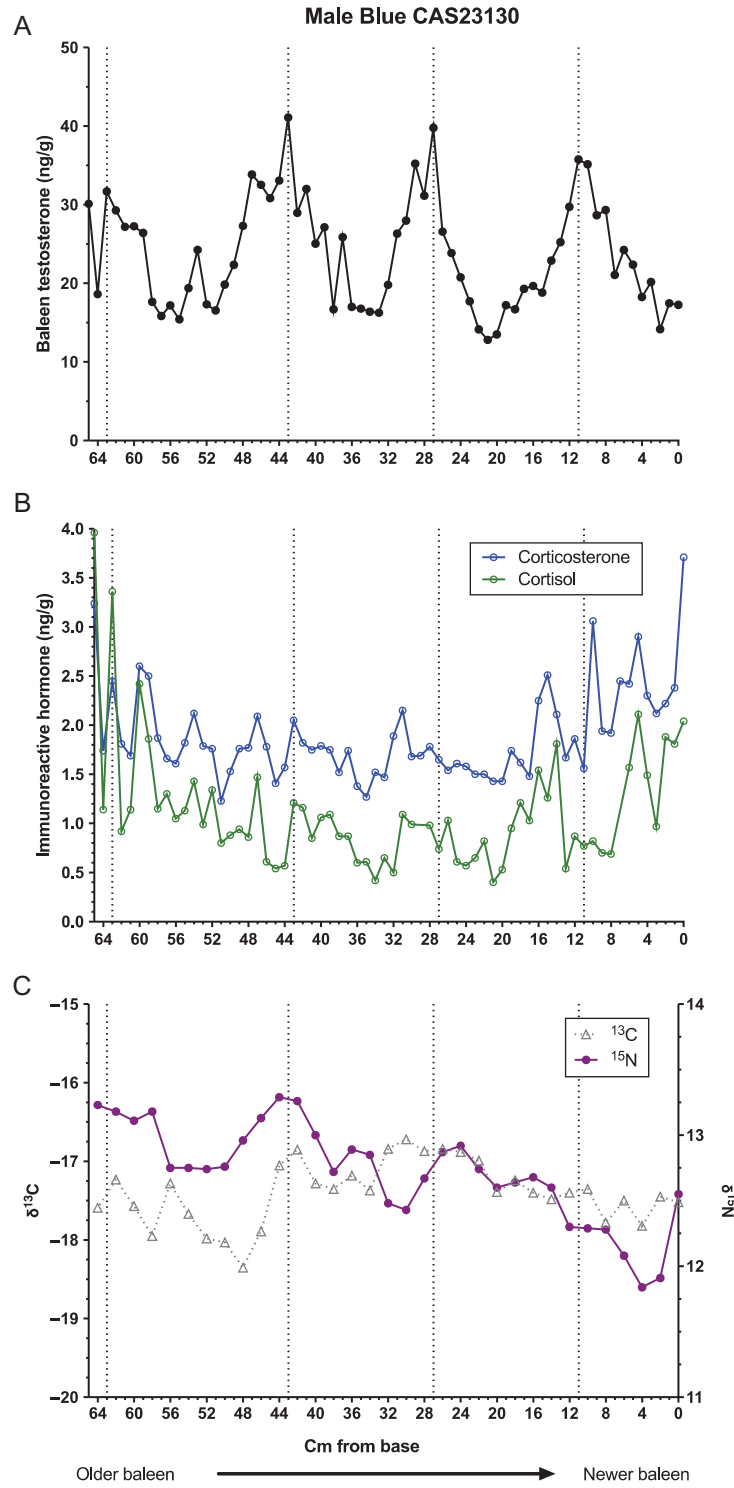 Male Blue CAS23130
A
Baleen testosterone (ng/g)
50
40
30
20
10
0
64 60 56 52 48 44 40 36 32 28 24 20 16 12 8 4 0
B
Immunoreactive hormone (ng/g)
4.0
3.5
3.0
2.5
2.0
1.5
1.0
0.5
0.0
Corticosterone
Cortisol
64 60 56 52 48 44 40 36 32 28 24 20 16 12 8 4 0
C
δ13C
–15
–16
–17
–18
–19
–20
13C
15N
14
13
12
11
δ15N
64 60 56 52 48 44 40 36 32 28 24 20 16 12 8 4 0
Cm from base
Older baleen Newer baleen